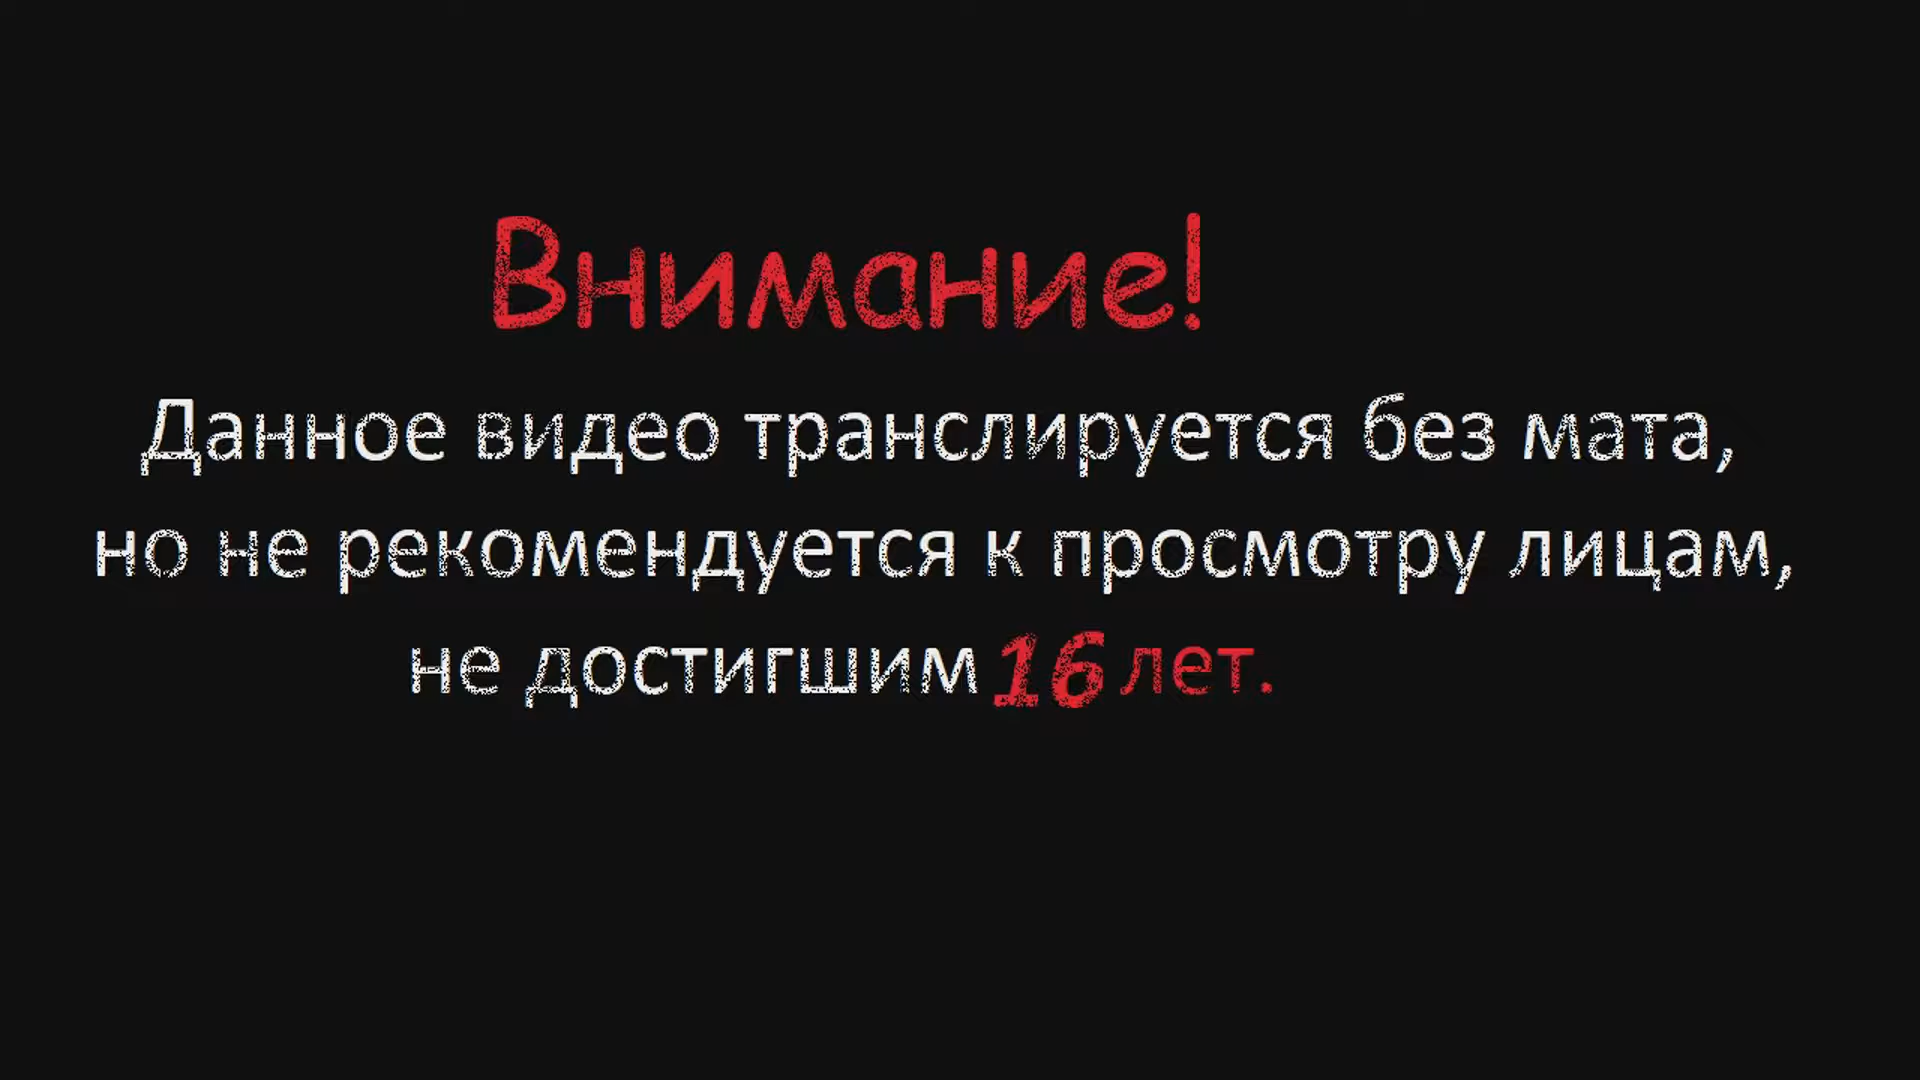 Внимание!
Данное видео транслируется без мата,
но не рекомендуется к просмотру лицам,
не достигшим 16 лет.